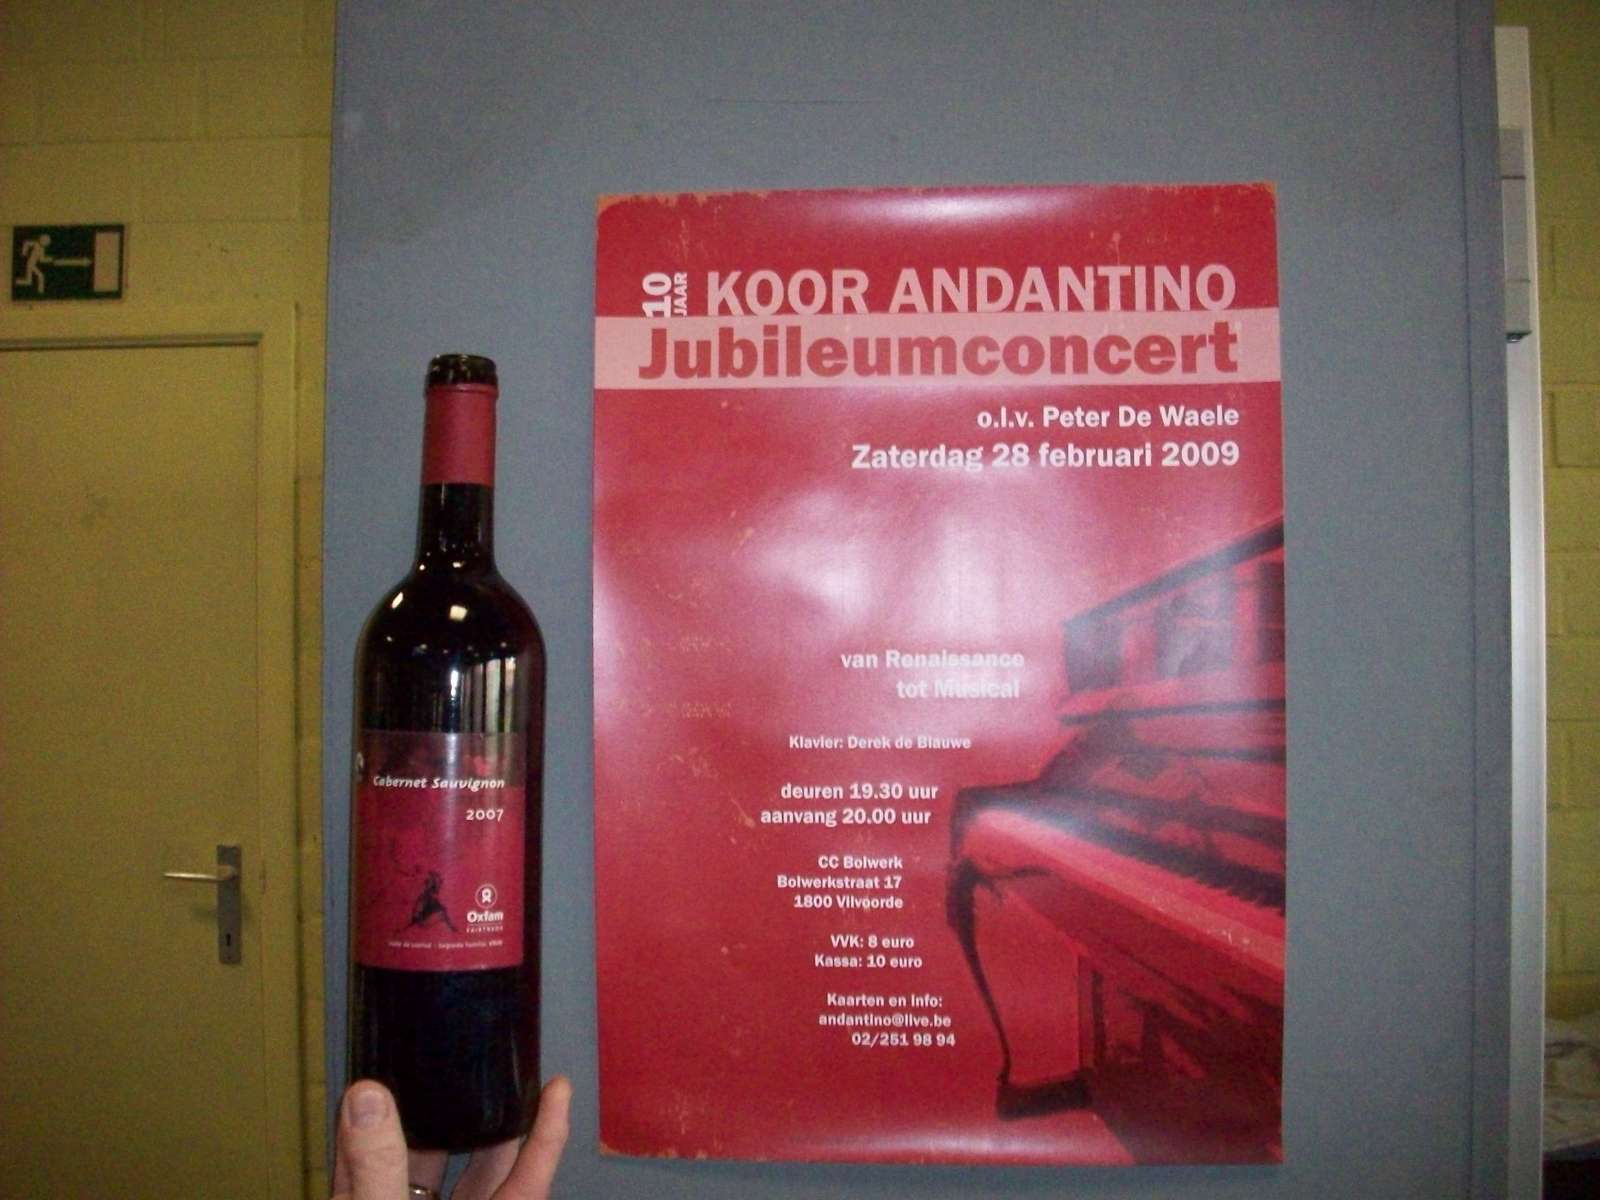 10
JAAR
KOOR ANDANTINO
Jubileumconcert
o.l.v. Peter De Waele
Zaterdag 28 februari 2009
van Renaissance
tot Musical
Klavier: Derek de Blauwe
deuren 19.30 uur
aanvang 20.00 uur
CC Bolwerk
Bolwerkstraat 17
1800 Vilvoorde
VVK: 8 euro
Kassa: 10 euro
Kaarten en info:
andantino@live.be
02/251 98 94
Cabernet Sauvignon
2007
Oxfam
FAIRTRADE